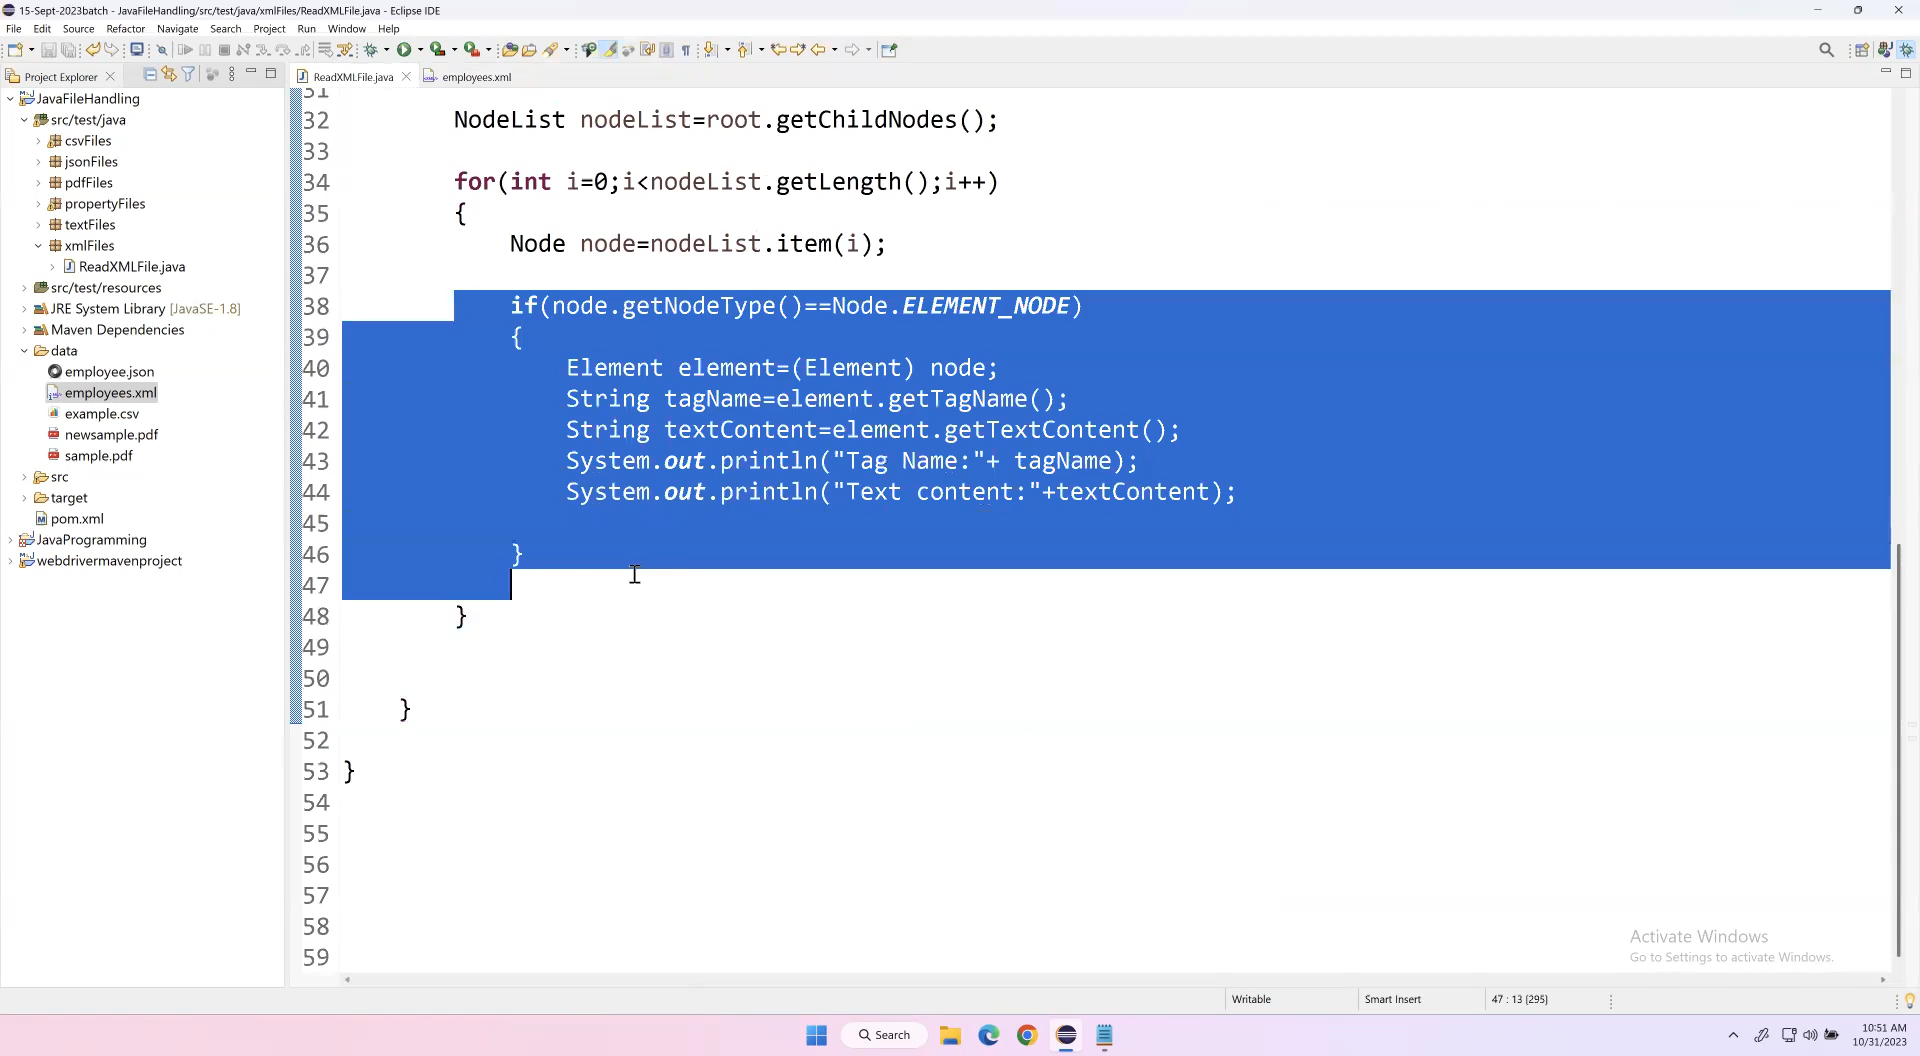 15-Sept-2023batch - JavaFileHandling/src/test/java/xmlFiles/ReadXMLFile.java - Eclipse IDE
File Edit Source Refactor Navigate Search Project Run Window Help
Project Explorer
ReadXMLFile.java employees.xml
JavaFileHandling
src/test/java
csvFiles
jsonFiles
pdfFiles
propertyFiles
textFiles
xmlFiles
ReadXMLFile.java
src/test/resources
JRE System Library [JavaSE-1.8]
Maven Dependencies
data
employee.json
employees.xml
example.csv
newsample.pdf
sample.pdf
src
target
pom.xml
JavaProgramming
webdrivermavenproject
31
32 NodeList nodeList=root.getChildNodes();
33
34 for(int i=0;i<nodeList.getLength();i++)
35 {
36 Node node=nodeList.item(i);
37
38 if(node.getNodeType()==Node.ELEMENT_NODE)
39 {
40 Element element=(Element) node;
41 String tagName=element.getTagName();
42 String textContent=element.getTextContent();
43 System.out.println("Tag Name:"+ tagName);
44 System.out.println("Text content:"+textContent);
45
46 }
47
48 }
49
50
51 }
52
53 }
54
55
56
57
58
59
Activate Windows
Go to Settings to activate Windows.
Writable Smart Insert 47 : 13 (295)
Search
10:51 AM
10/31/2023